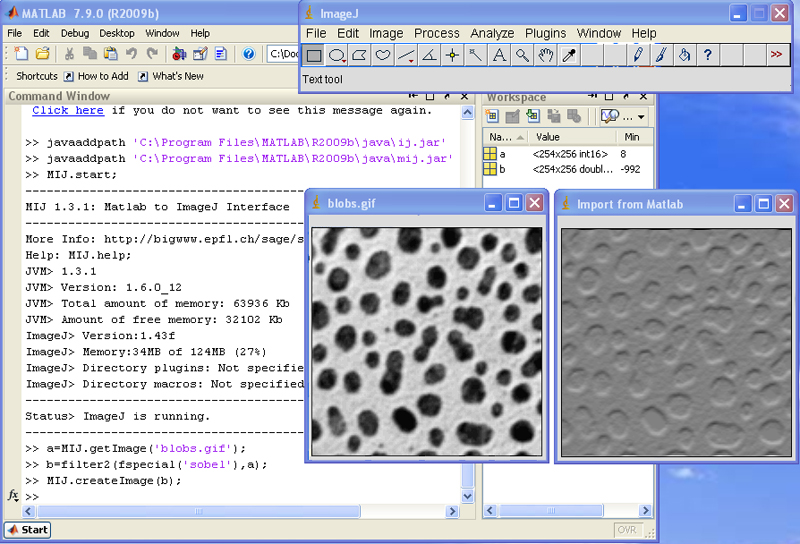 MATLAB 7.9.0 (R2009b)
File Edit Debug Desktop Window Help
C:\Doc
Shortcuts How to Add What's New
Command Window
Click here if you do not want to see this message again.
>> javaaddpath 'C:\Program Files\MATLAB\R2009b\java\ij.jar'
>> javaaddpath 'C:\Program Files\MATLAB\R2009b\java\mij.jar'
>> MIJ.start;
MIJ 1.3.1: Matlab to ImageJ Interface
More Info: http://bigwww.epfl.ch/sage/s
Help: MIJ.help;
JVM> 1.3.1
JVM> Version: 1.6.0_12
JVM> Total amount of memory: 63936 Kb
JVM> Amount of free memory: 32102 Kb
ImageJ> Version:1.43f
ImageJ> Memory:34MB of 124MB (27%)
ImageJ> Directory plugins: Not specifie
ImageJ> Directory macros: Not specified
Status> ImageJ is running.
>> a=MIJ.getImage('blobs.gif');
>> b=filter2(fspecial('sobel'),a);
>> MIJ.createImage(b);
fx >>
Start
OVR
ImageJ
File Edit Image Process Analyze Plugins Window Help
A ? >>
Text tool
Workspace
Na... Value Min
a <254x256 int16> 8
b <254x256 doubl... -992
blobs.gif
Import from Matlab